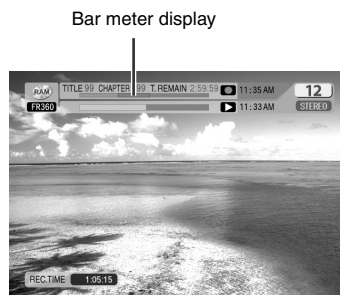 Bar meter display
RAM
TITLE 99 CHAPTER 999 T. REMAIN 2:59:59 11:35 AM
12
FR360
11:33 AM
STEREO
REC.TIME 1:05:15